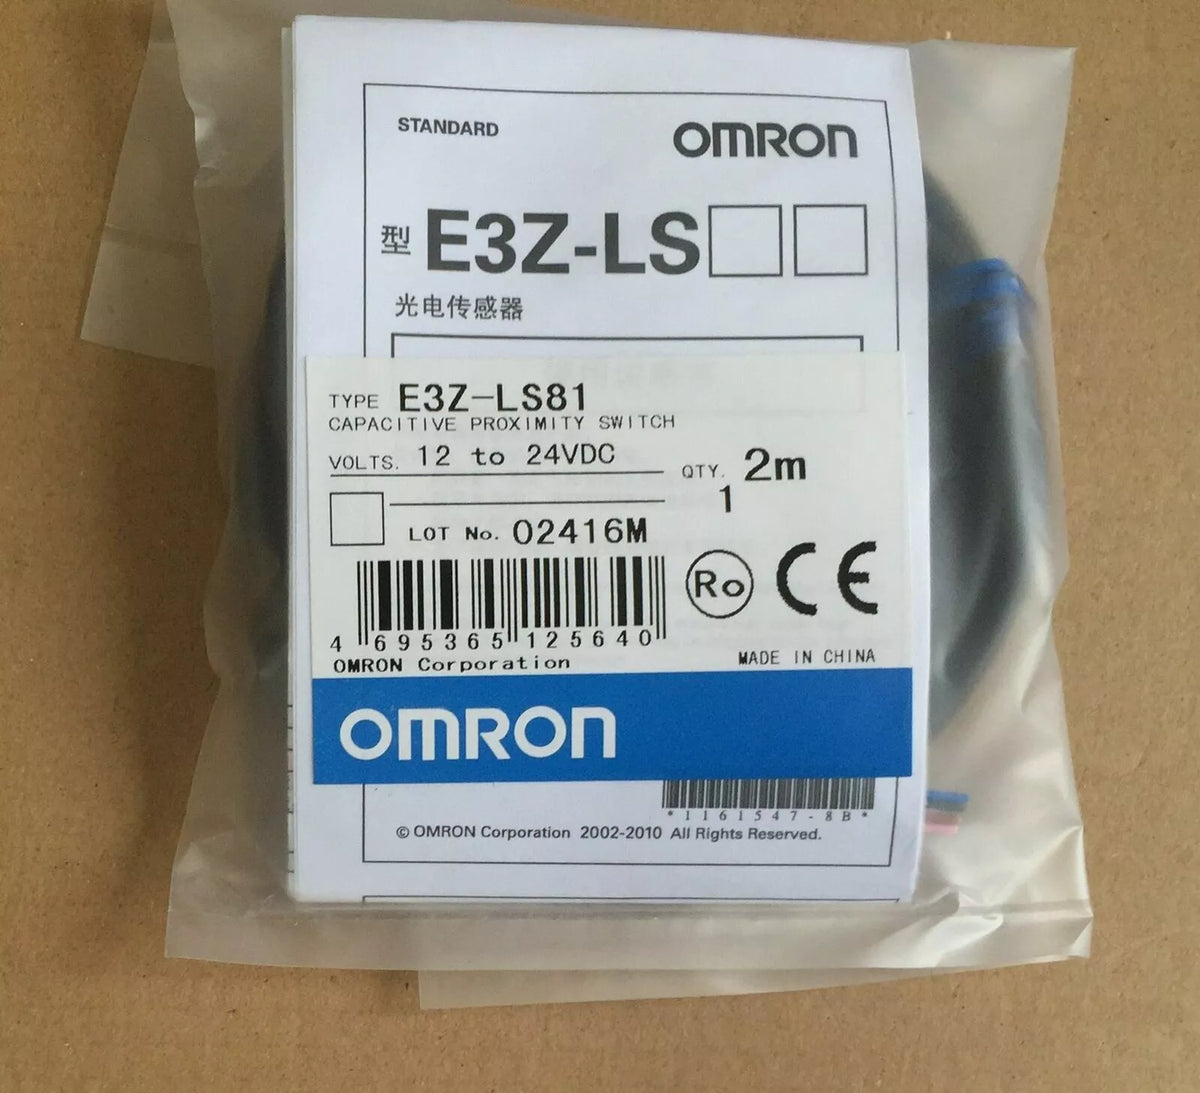 STANDARD
OMRON
型 E3Z-LS□□
光电传感器
TYPE E3Z-LS81
CAPACITIVE PROXIMITY SWITCH
VOLTS. 12 to 24VDC
QTY. 2m
1
LOT No. 02416M
Ro CE
4 695365 125640
OMRON Corporation
MADE IN CHINA
OMRON
*1161547-8B*
© OMRON Corporation 2002-2010 All Rights Reserved.